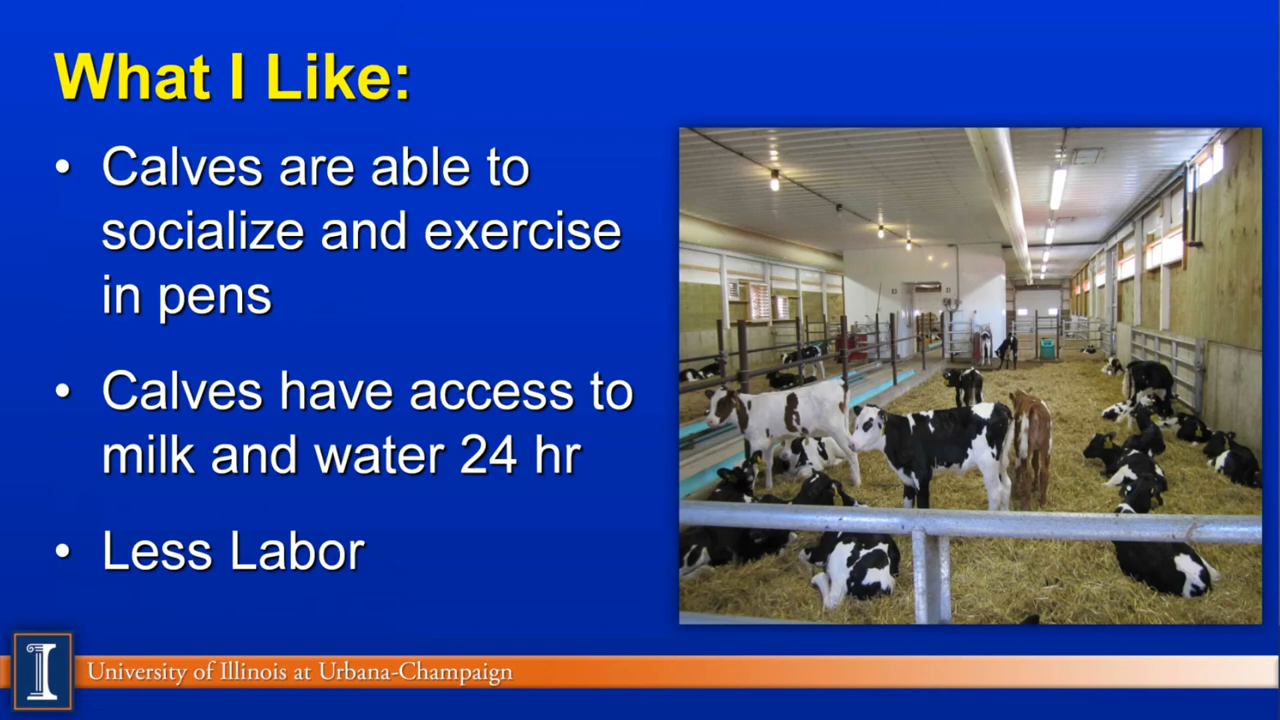 What I Like:
• Calves are able to
socialize and exercise
in pens
• Calves have access to
milk and water 24 hr
• Less Labor
I
University of Illinois at Urbana-Champaign